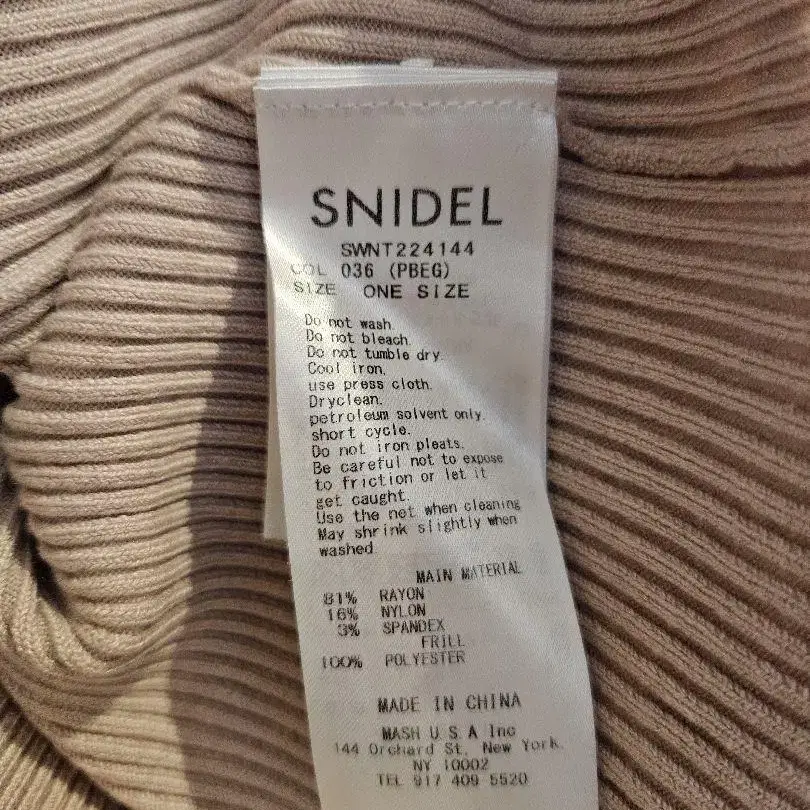 SNIDEL
SWNT224144
COL 036 (PBEG)
SIZE ONE SIZE
Do not wash.
Do not bleach.
Do not tumble dry.
Cool iron.
use press cloth.
Dryclean.
petroleum solvent only.
short cycle.
Do not iron pleats.
Be careful not to expose
to friction or let it
get caught.
Use the net when cleaning
May shrink slightly when
washed.
MAIN MATERIAL
81% RAYON
16% NYLON
3% SPANDEX
FRILL
100% POLYESTER
MADE IN CHINA
MASH U S A Inc
144 Orchard St, New York,
NY 10002
TEL 917 409 5520